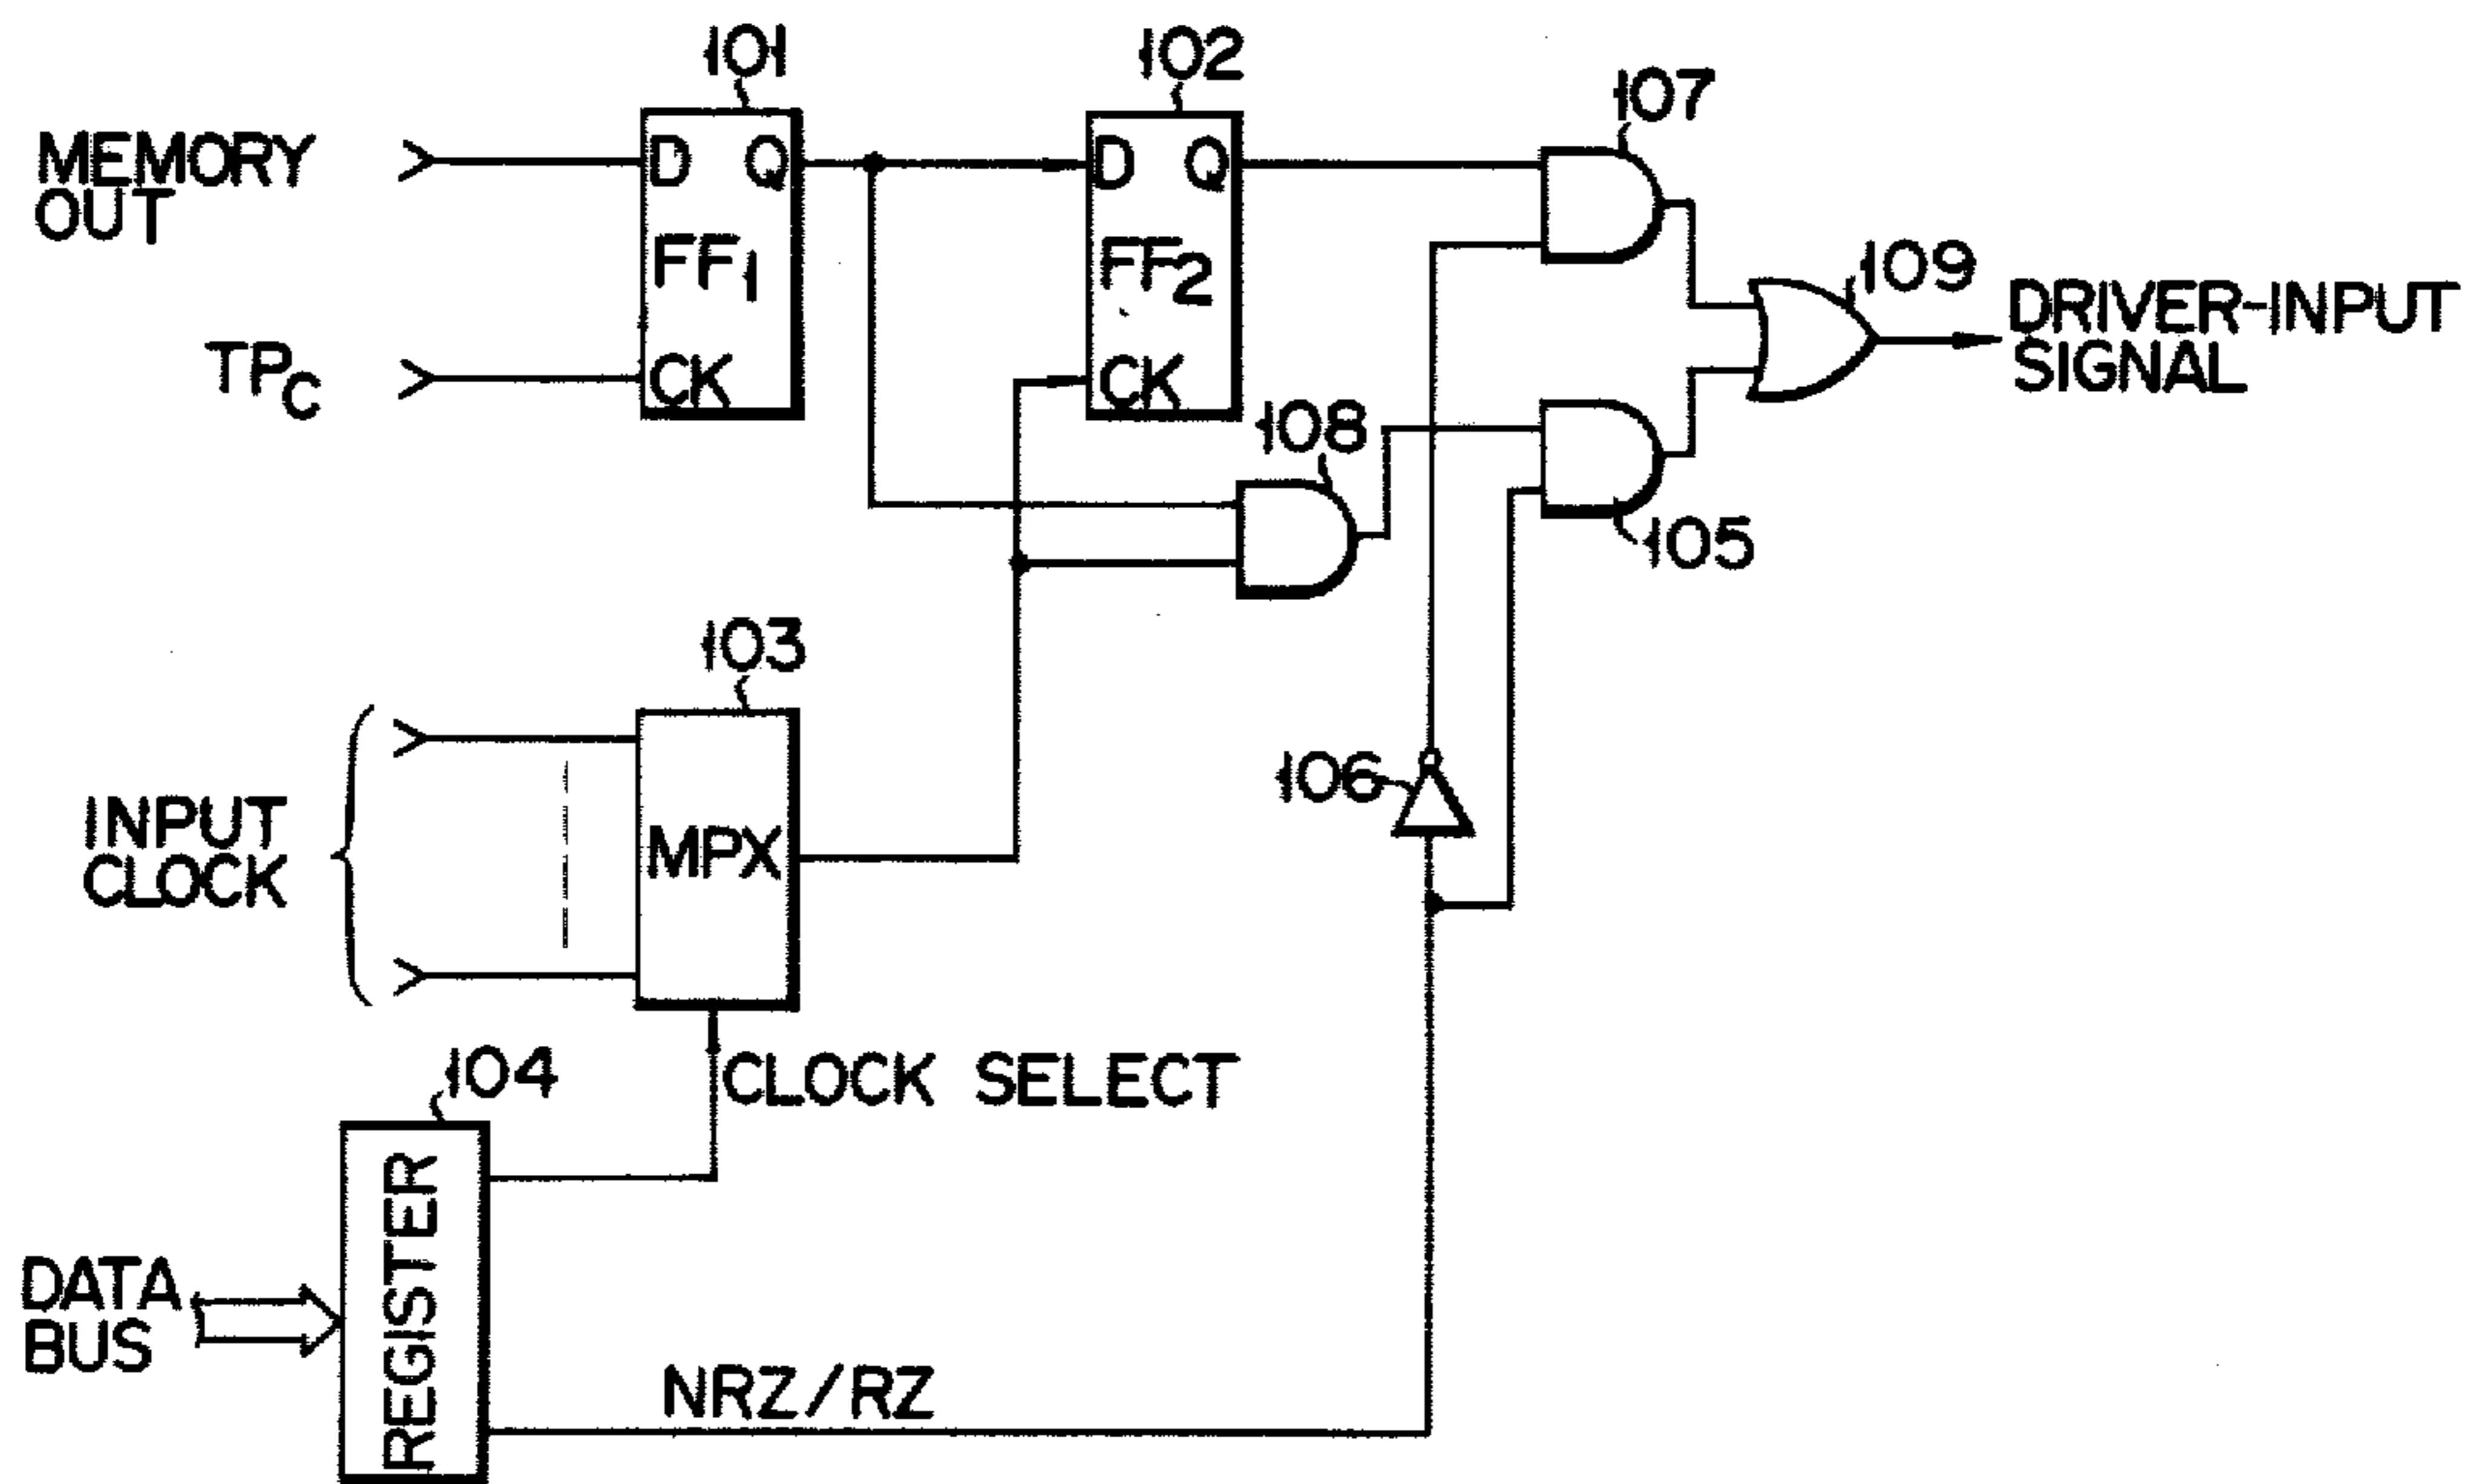 101
102
107
MEMORY
OUT
D Q
FF1
CK
D Q
FF2
CK
TPC
109
DRIVER-INPUT
SIGNAL
108
105
103
106
INPUT
CLOCK
MPX
CLOCK SELECT
104
REGISTER
DATA
BUS
NRZ/RZ